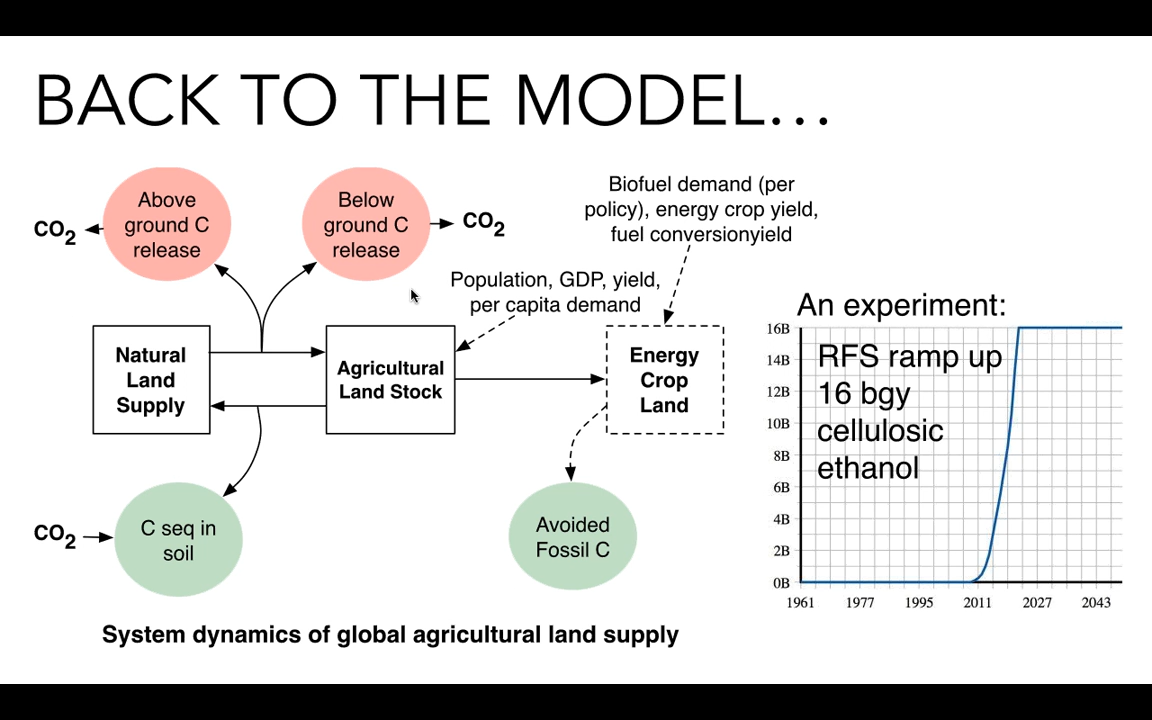 BACK TO THE MODEL...
Above
ground C
release
CO2
Below
ground C
release
CO2
Biofuel demand (per
policy), energy crop yield,
fuel conversionyield
Population, GDP, yield,
per capita demand
Natural
Land
Supply
Agricultural
Land Stock
Energy
Crop
Land
CO2
C seq in
soil
Avoided
Fossil C
System dynamics of global agricultural land supply
An experiment:
RFS ramp up
16 bgy
cellulosic
ethanol
16B
14B
12B
10B
8B
6B
4B
2B
0B
1961 1977 1995 2011 2027 2043